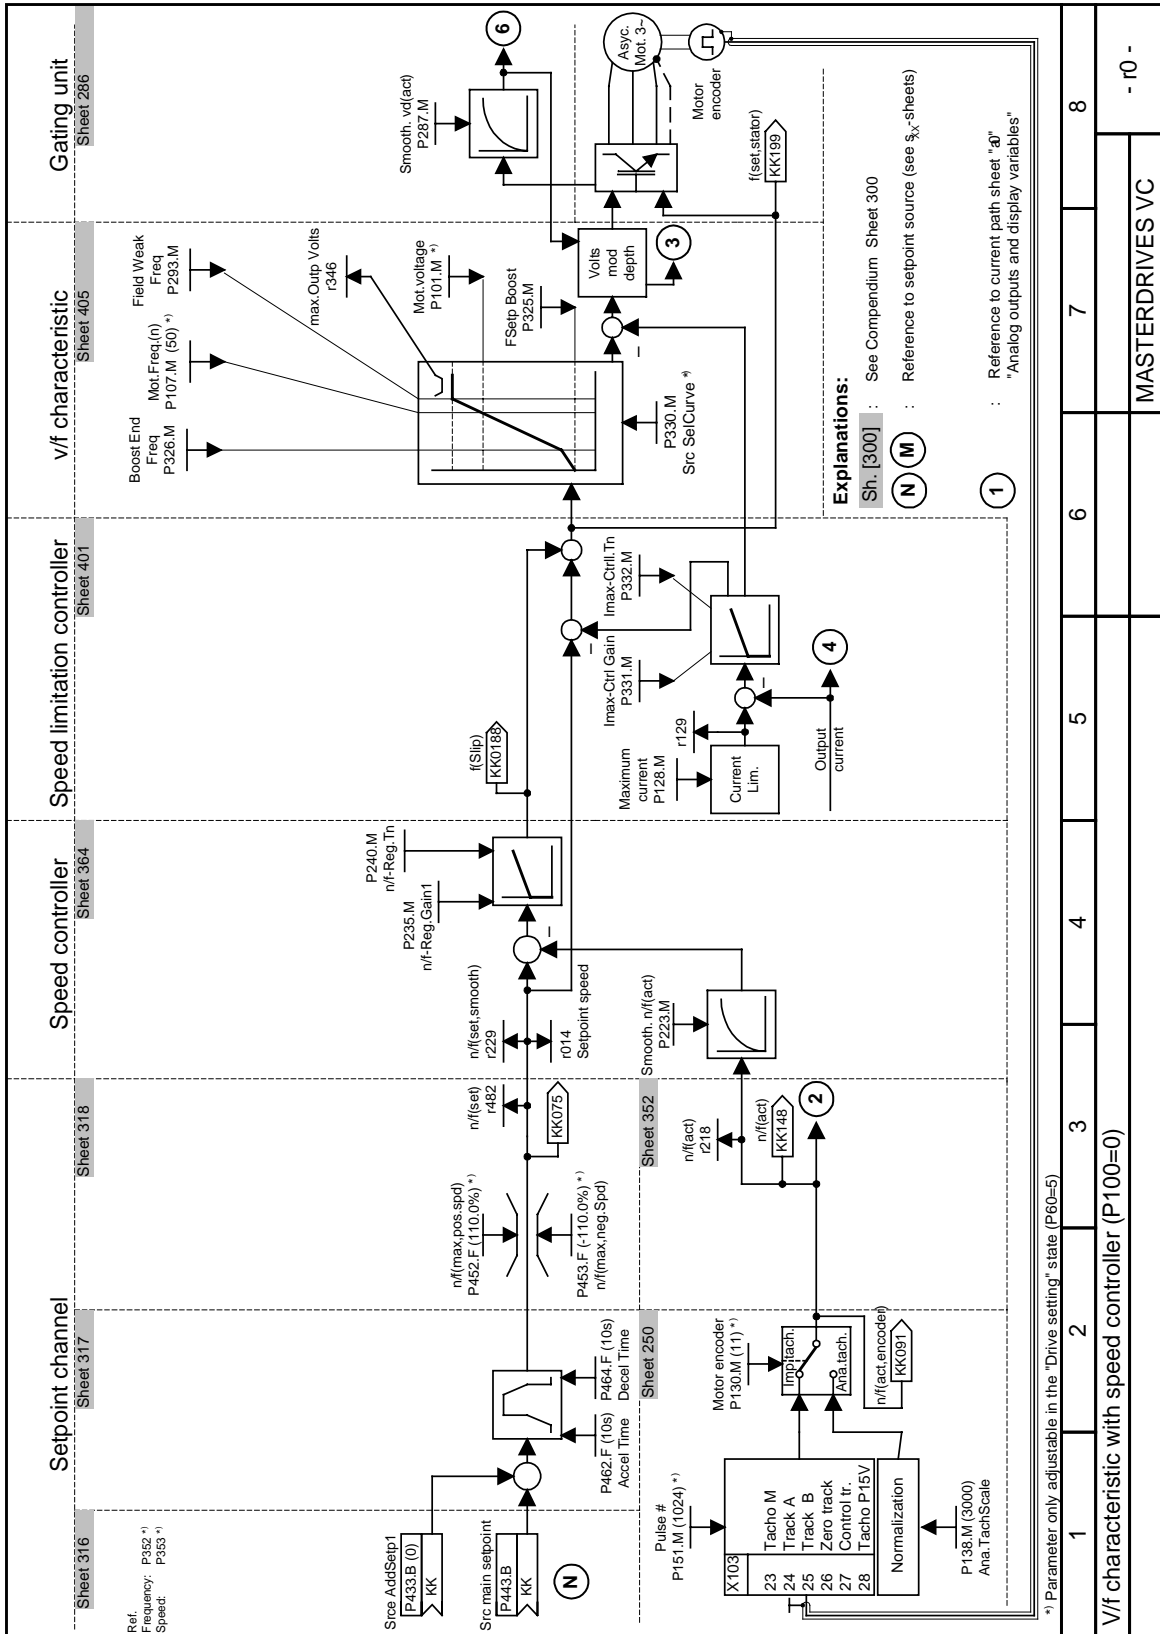 Setpoint channel
Speed controller
Speed limitation controller
v/f characteristic
Gating unit
Sheet 316
Sheet 317
Sheet 318
Sheet 364
Sheet 401
Sheet 405
Sheet 286
Ref.
Frequency: P352 *)
Speed: P353 *)
Srce AddSetp1
P433.B (0)
KK
Src main setpoint
P443.B
KK
N
P462.F (10s)
Accel Time
P464.F (10s)
Decel Time
n/f(max,pos.spd)
P452.F (110.0%) *)
P453.F (-110.0%) *)
n/f(max,neg.Spd)
n/f(set)
r482
KK075
n/f(set,smooth)
r229
r014
Setpoint speed
P235.M
n/f-Reg.Gain1
P240.M
n/f-Reg.Tn
–
f(Slip)
KK0188
Maximum
current
P128.M
Current
Lim.
r129
Output
current
4
–
Imax-Ctrl Gain
P331.M
Imax-Ctrll.Tn
P332.M
–
Boost End
Freq
P326.M
Mot.Freq.(n)
P107.M (50) *)
Field Weak
Freq
P293.M
max.Outp Volts
r346
Mot.voltage
P101.M *)
FSetp Boost
P325.M
P330.M
Src SelCurve *)
–
Volts
mod
depth
3
Smooth. vd(act)
P287.M
6
Asyc.
Mot. 3~
Motor
encoder
f(set,stator)
KK199
Explanations:
Sh. [300] : See Compendium Sheet 300
N M : Reference to setpoint source (see sxx-sheets)
1 : Reference to current path sheet "a0"
"Analog outputs and display variables"
Sheet 250
Sheet 352
Pulse #
P151.M (1024) *)
X103
23 Tacho M
24 Track A
25 Track B
26 Zero track
27 Control tr.
28 Tacho P15V
Normalization
P138.M (3000)
Ana.TachScale
Motor encoder
P130.M (11) *)
Imp.tach.
Ana.tach.
n/f(act,encoder)
KK091
n/f(act)
r218
n/f(act)
KK148
2
Smooth. n/f(act)
P223.M
*) Parameter only adjustable in the "Drive setting" state (P60=5)
1 2 3 4 5 6 7 8
V/f characteristic with speed controller (P100=0)
MASTERDRIVES VC
- r0 -